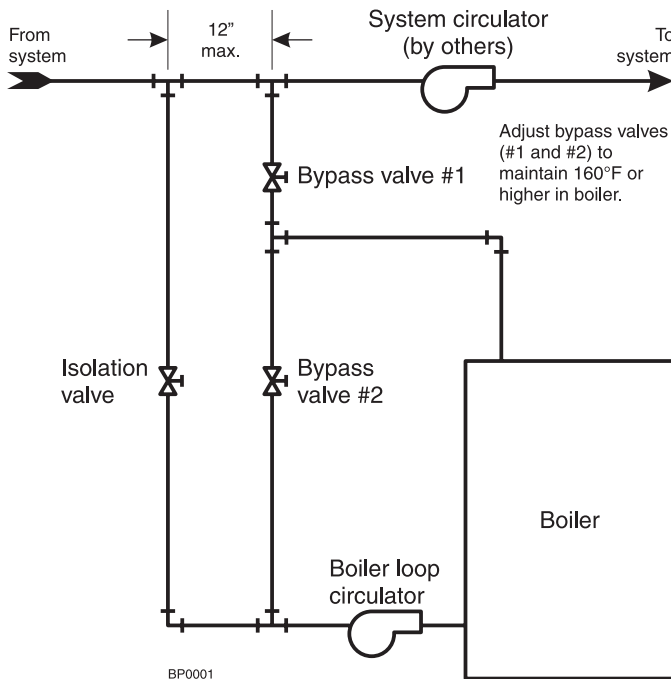 From
system
12”
max.
System circulator
(by others)
To
system
Adjust bypass valves
(#1 and #2) to
maintain 160°F or
higher in boiler.
Bypass valve #1
Isolation
valve
Bypass
valve #2
Boiler
Boiler loop
circulator
BP0001